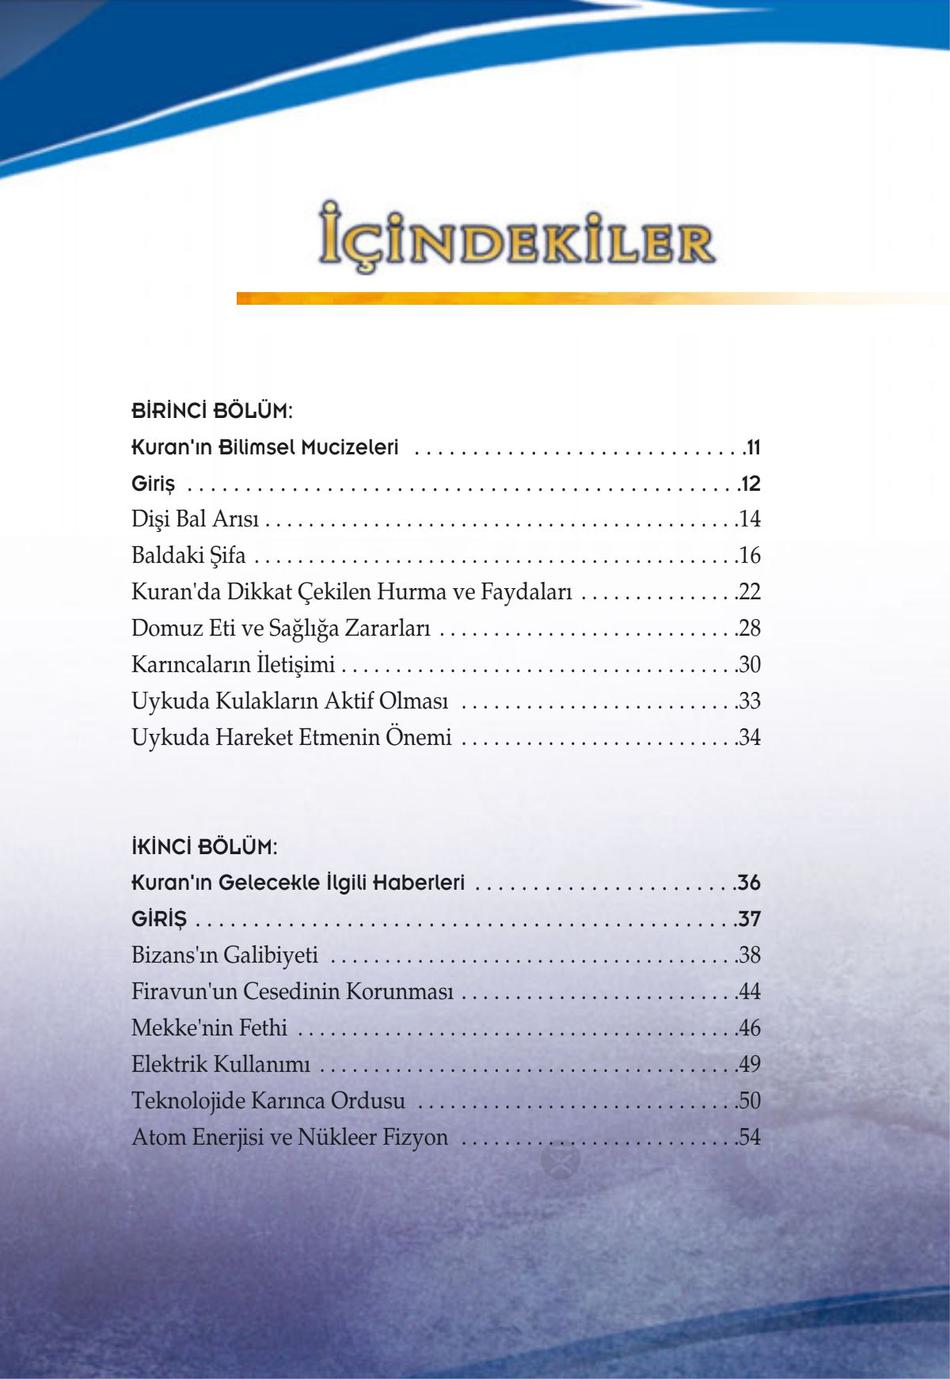 İÇİNDEKİLER
BİRİNCİ BÖLÜM:
Kuran'ın Bilimsel Mucizeleri . . . . . . . . . . . . . . . . . . . . . . . . . . . . .11
Giriş . . . . . . . . . . . . . . . . . . . . . . . . . . . . . . . . . . . . . . . . . . . . . . . .12
Dişi Bal Arısı . . . . . . . . . . . . . . . . . . . . . . . . . . . . . . . . . . . . . . . . . . .14
Baldaki Şifa . . . . . . . . . . . . . . . . . . . . . . . . . . . . . . . . . . . . . . . . . . . .16
Kuran'da Dikkat Çekilen Hurma ve Faydaları . . . . . . . . . . . . . . .22
Domuz Eti ve Sağlığa Zararları . . . . . . . . . . . . . . . . . . . . . . . . . . . .28
Karıncaların İletişimi . . . . . . . . . . . . . . . . . . . . . . . . . . . . . . . . . . . . .30
Uykuda Kulakların Aktif Olması . . . . . . . . . . . . . . . . . . . . . . . . . .33
Uykuda Hareket Etmenin Önemi . . . . . . . . . . . . . . . . . . . . . . . . . .34
İKİNCİ BÖLÜM:
Kuran'ın Gelecekle İlgili Haberleri . . . . . . . . . . . . . . . . . . . . . . .36
GİRİŞ . . . . . . . . . . . . . . . . . . . . . . . . . . . . . . . . . . . . . . . . . . . . . . .37
Bizans'ın Galibiyeti . . . . . . . . . . . . . . . . . . . . . . . . . . . . . . . . . . . . . .38
Firavun'un Cesedinin Korunması . . . . . . . . . . . . . . . . . . . . . . . . . .44
Mekke'nin Fethi . . . . . . . . . . . . . . . . . . . . . . . . . . . . . . . . . . . . . . . . .46
Elektrik Kullanımı . . . . . . . . . . . . . . . . . . . . . . . . . . . . . . . . . . . . . . .49
Teknolojide Karınca Ordusu . . . . . . . . . . . . . . . . . . . . . . . . . . . . . .50
Atom Enerjisi ve Nükleer Fizyon . . . . . . . . . . . . . . . . . . . . . . . . . .54